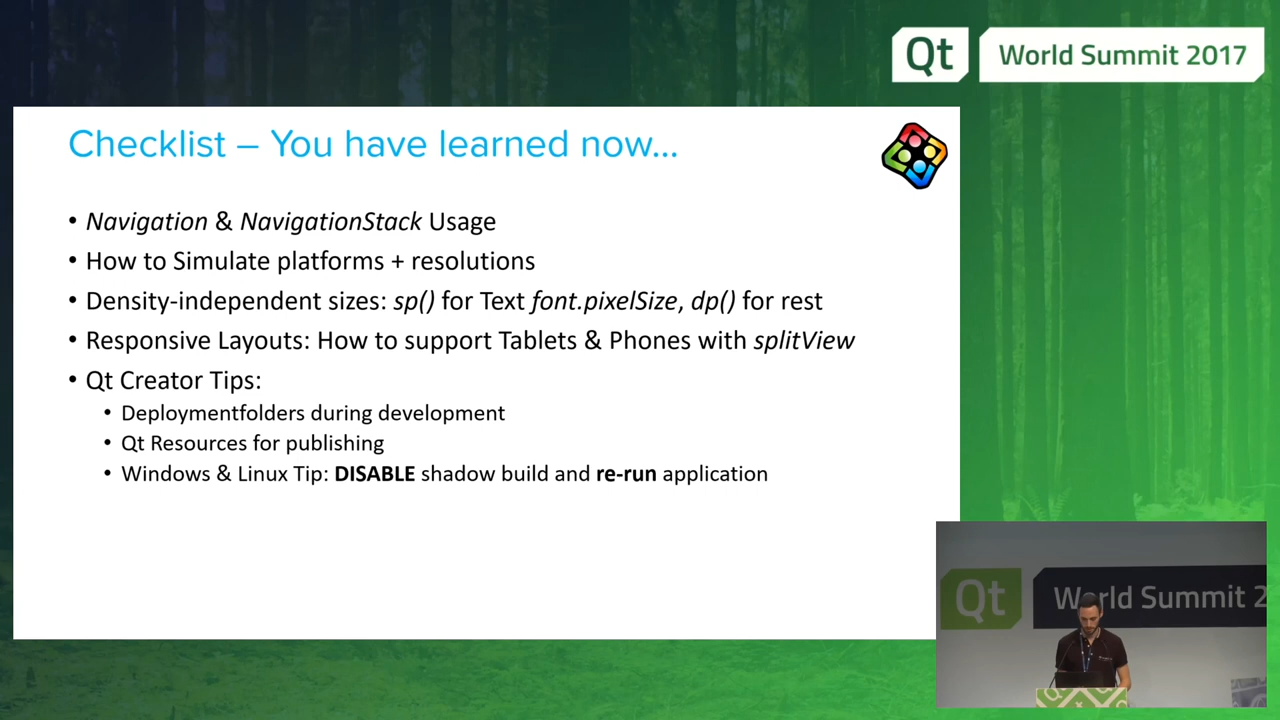 Qt World Summit 2017
Checklist – You have learned now...
• Navigation & NavigationStack Usage
• How to Simulate platforms + resolutions
• Density-independent sizes: sp() for Text font.pixelSize, dp() for rest
• Responsive Layouts: How to support Tablets & Phones with splitView
• Qt Creator Tips:
• Deploymentfolders during development
• Qt Resources for publishing
• Windows & Linux Tip: DISABLE shadow build and re-run application
Qt World Summit 2